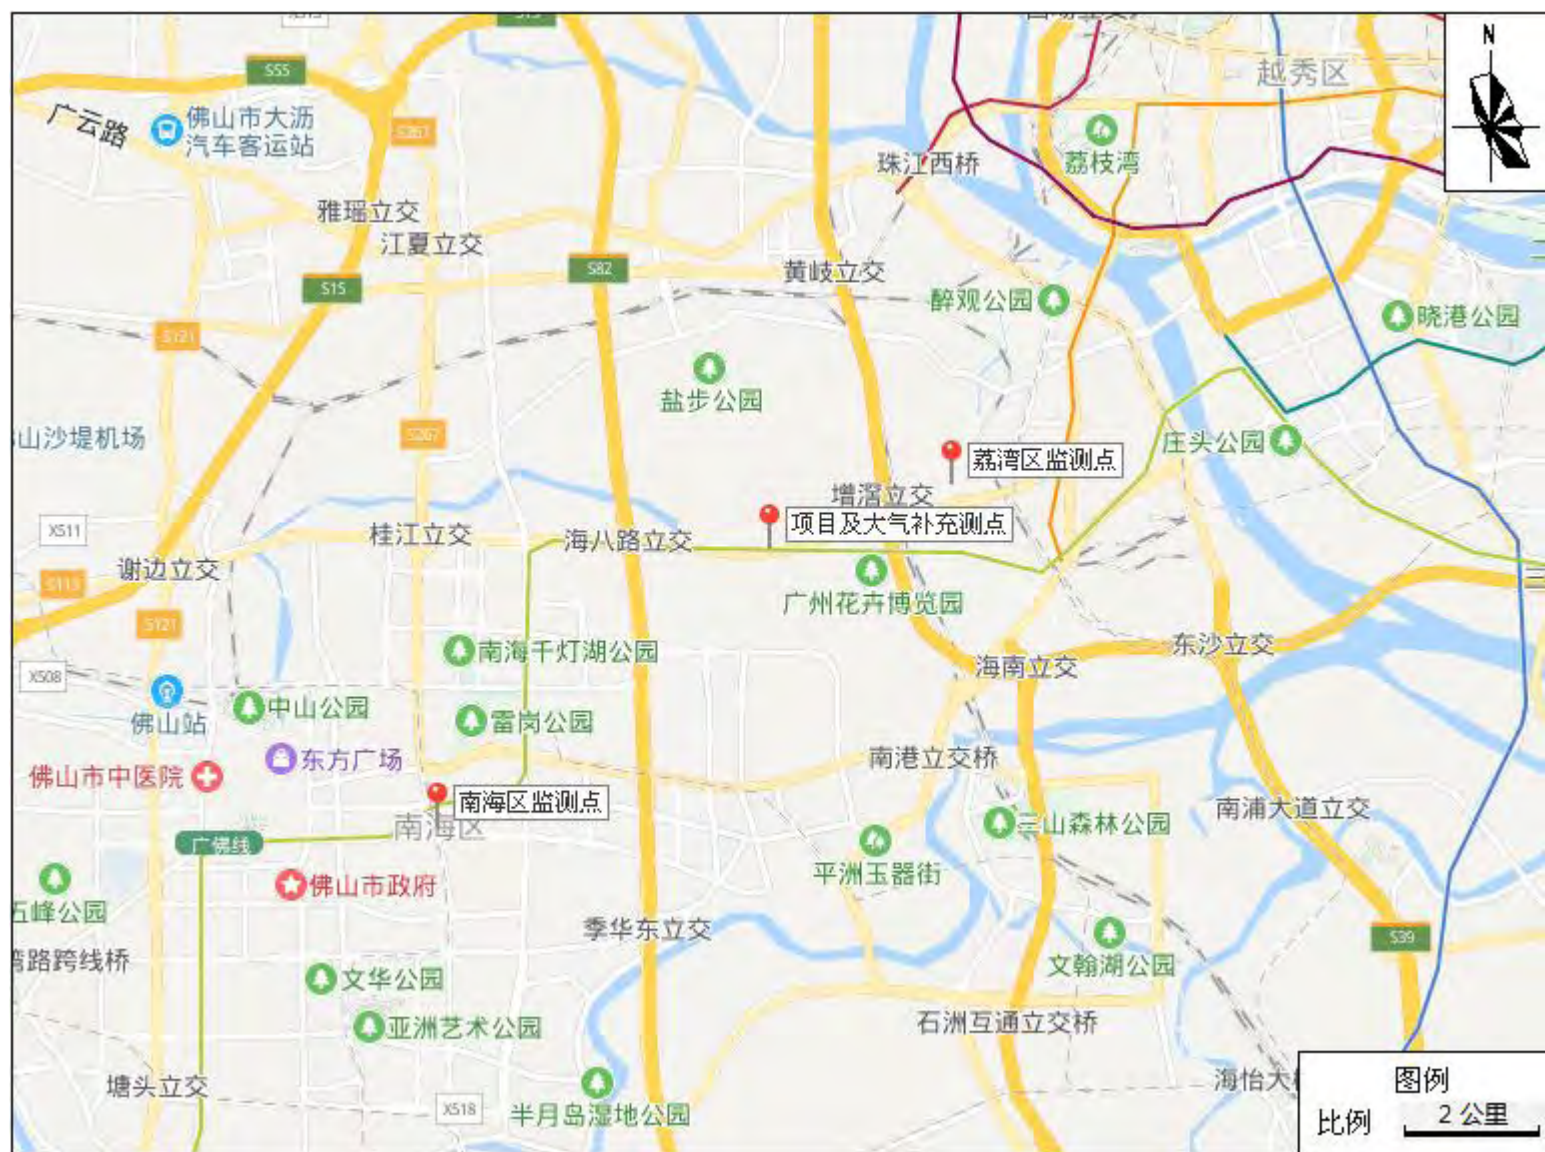 S55
广云路
佛山市大沥
汽车客运站
S267
越秀区
N
珠江西桥
荔枝湾
雅瑶立交
江夏立交
S82
黄岐立交
S15
醉观公园
晓港公园
S121
盐步公园
山沙堤机场
S267
庄头公园
荔湾区监测点
增滘立交
项目及大气补充测点
X511
桂江立交
海八路立交
谢边立交
S113
广州花卉博览园
S121
南海千灯湖公园
海南立交
东沙立交
X508
中山公园
佛山站
雷岗公园
东方广场
南港立交桥
佛山市中医院
南海区监测点
南海区
南浦大道立交
三山森林公园
广佛线
平洲玉器街
佛山市政府
五峰公园
季华东立交
S39
湾路跨线桥
文华公园
文翰湖公园
亚洲艺术公园
石洲互通立交桥
塘头立交
海怡大
图例
X518
半月岛湿地公园
比例
2 公里